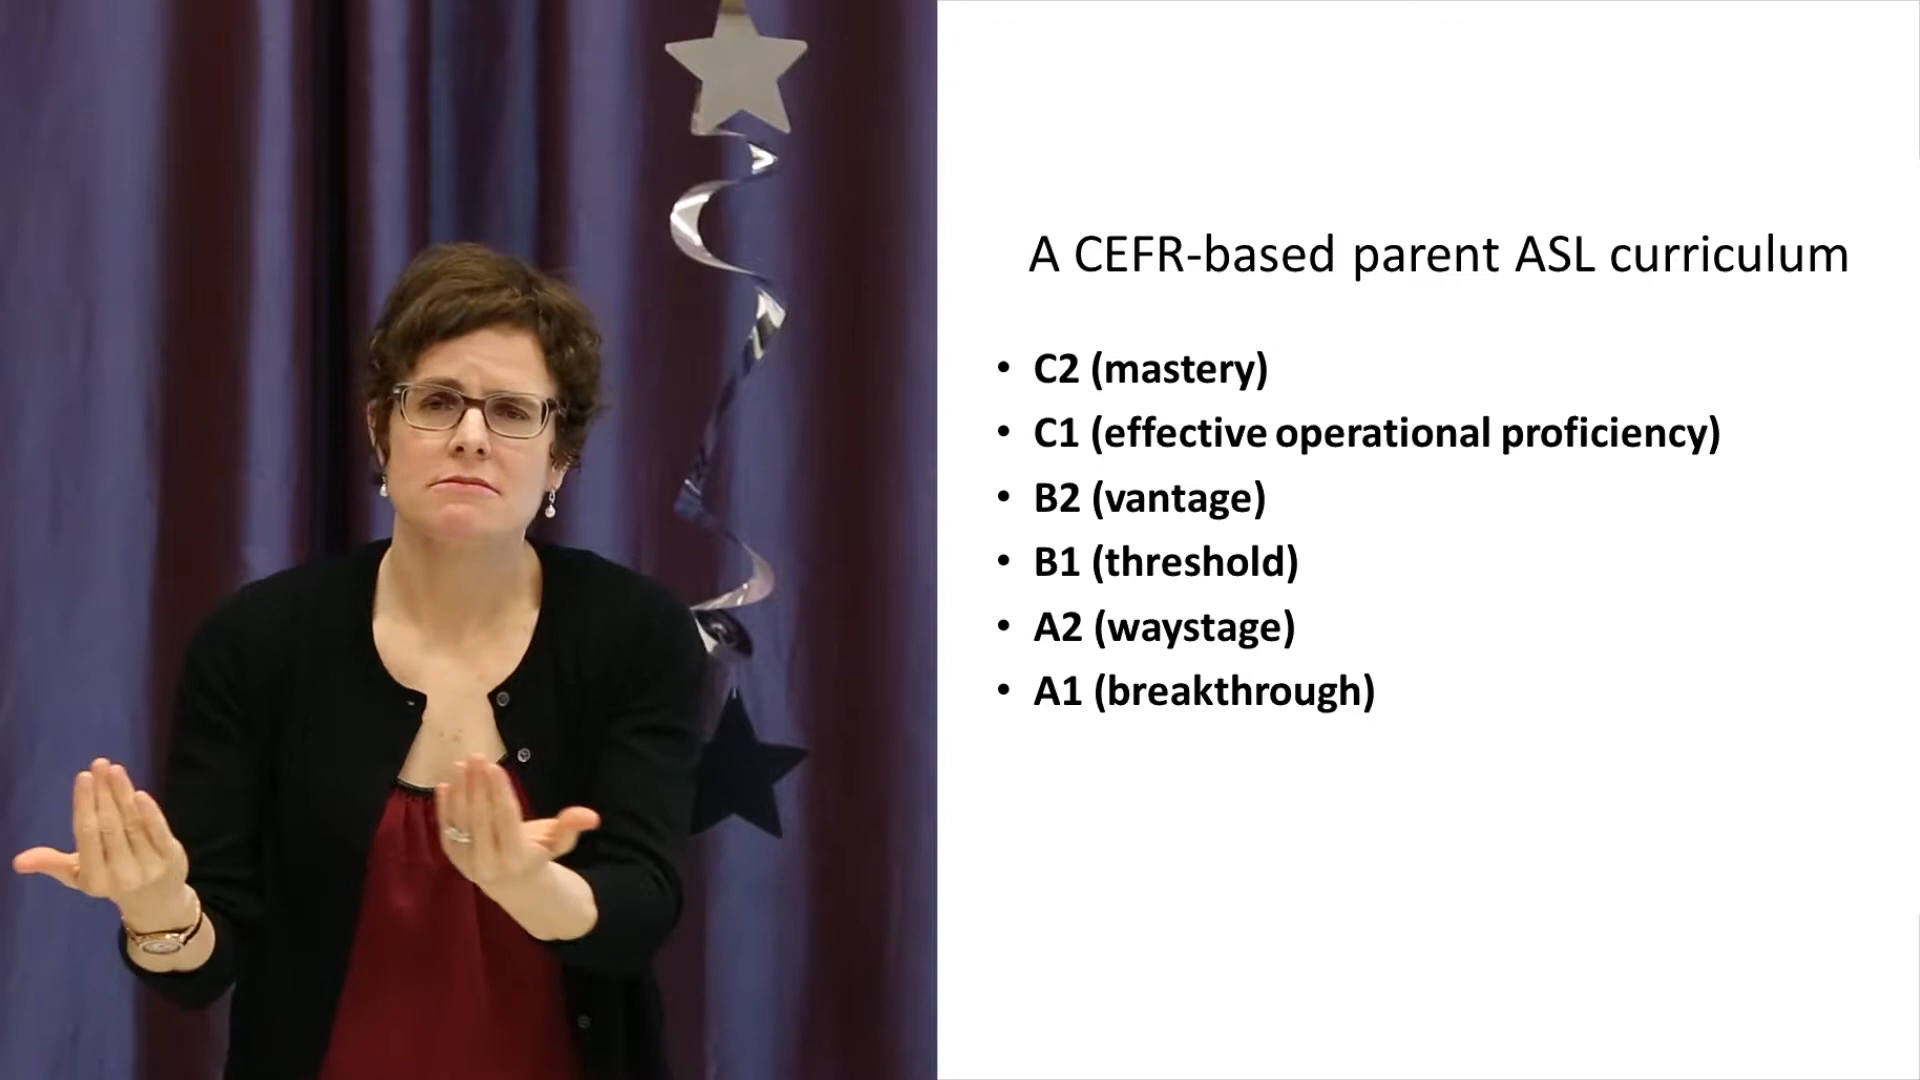 A CEFR-based parent ASL curriculum
• C2 (mastery)
• C1 (effective operational proficiency)
• B2 (vantage)
• B1 (threshold)
• A2 (waystage)
• A1 (breakthrough)